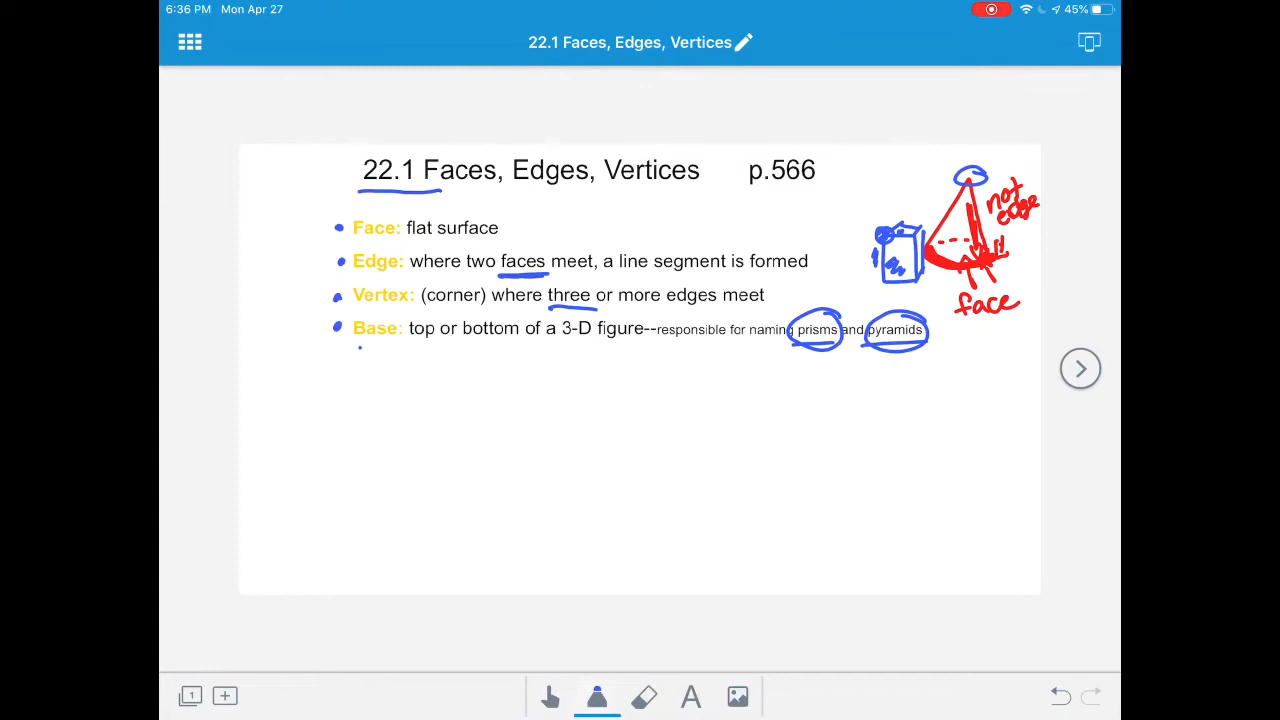 6:36 PM Mon Apr 27
45%
22.1 Faces, Edges, Vertices
22.1 Faces, Edges, Vertices p.566
Face: flat surface
Edge: where two faces meet, a line segment is formed
Vertex: (corner) where three or more edges meet
Base: top or bottom of a 3-D figure--responsible for naming prisms and pyramids
not
edge
face
1
A